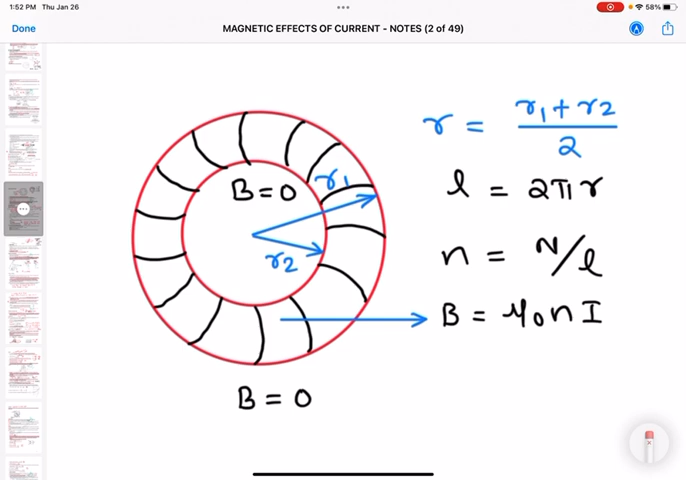 1:52 PM Thu Jan 26
58%
Done
MAGNETIC EFFECTS OF CURRENT - NOTES (2 of 49)
r = r1 + r2 / 2
B = 0
r1
l = 2πr
r2
n = N/l
B = μ0 n I
B = 0